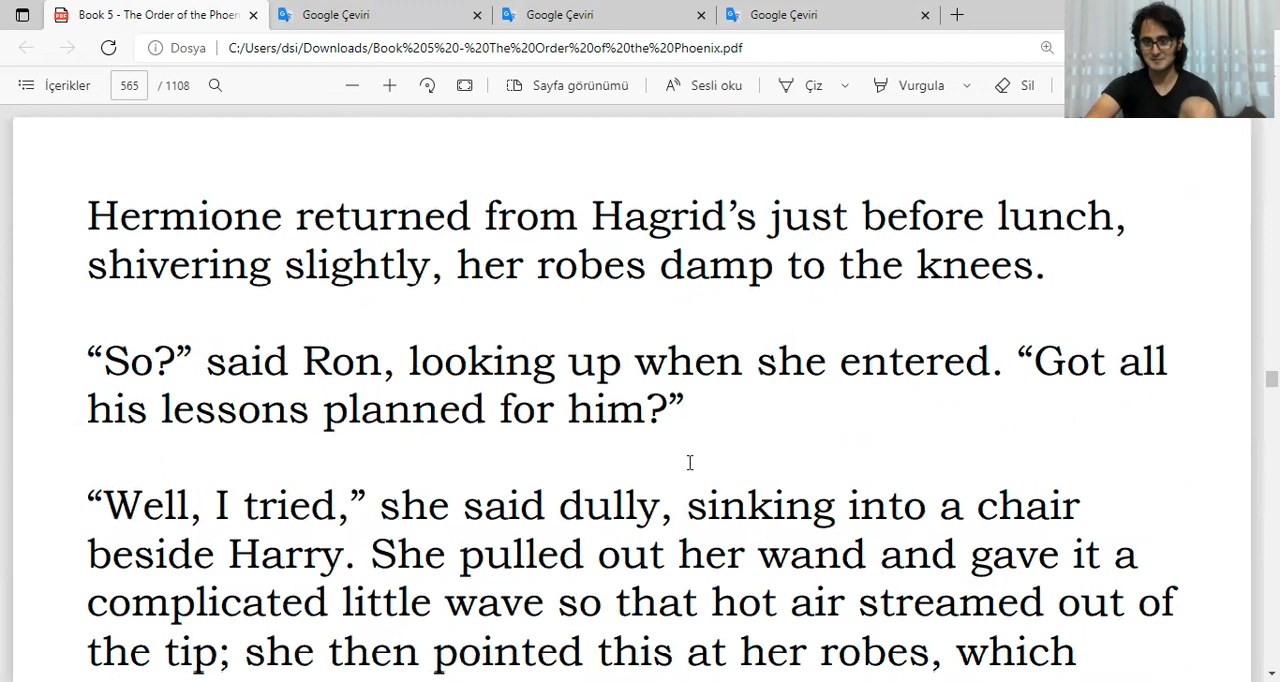 Book 5 - The Order of the Phoen
Google Çeviri
Google Çeviri
Google Çeviri
Dosya
C:/Users/dsi/Downloads/Book%205%20-%20The%20Order%20of%20the%20Phoenix.pdf
İçerikler
565
/ 1108
Sayfa görünümü
Sesli oku
Çiz
Vurgula
Sil
Hermione returned from Hagrid’s just before lunch,
shivering slightly, her robes damp to the knees.
“So?” said Ron, looking up when she entered. “Got all
his lessons planned for him?”
“Well, I tried,” she said dully, sinking into a chair
beside Harry. She pulled out her wand and gave it a
complicated little wave so that hot air streamed out of
the tip; she then pointed this at her robes, which